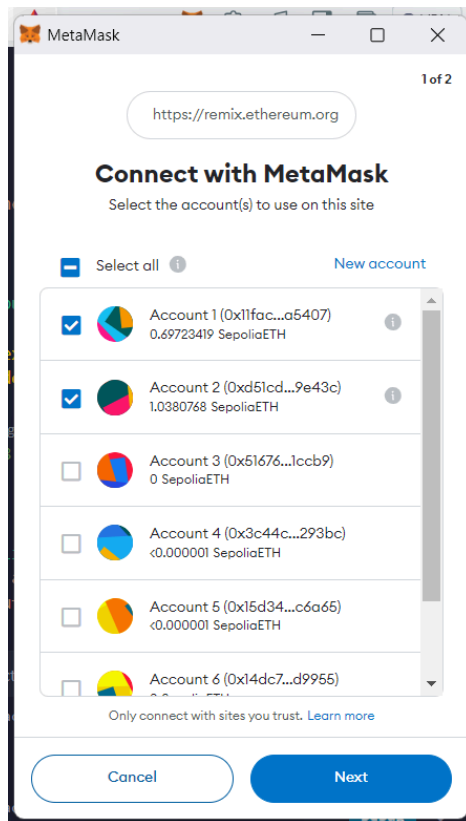 MetaMask
1 of 2
https://remix.ethereum.org
Connect with MetaMask
Select the account(s) to use on this site
Select all
New account
Account 1 (0x11fac...a5407)
0.69723419 SepoliaETH
Account 2 (0xd51cd...9e43c)
1.0380768 SepoliaETH
Account 3 (0x51676...1ccb9)
0 SepoliaETH
Account 4 (0x3c44c...293bc)
<0.000001 SepoliaETH
Account 5 (0x15d34...c6a65)
<0.000001 SepoliaETH
Account 6 (0x14dc7...d9955)
Only connect with sites you trust. Learn more
Cancel
Next